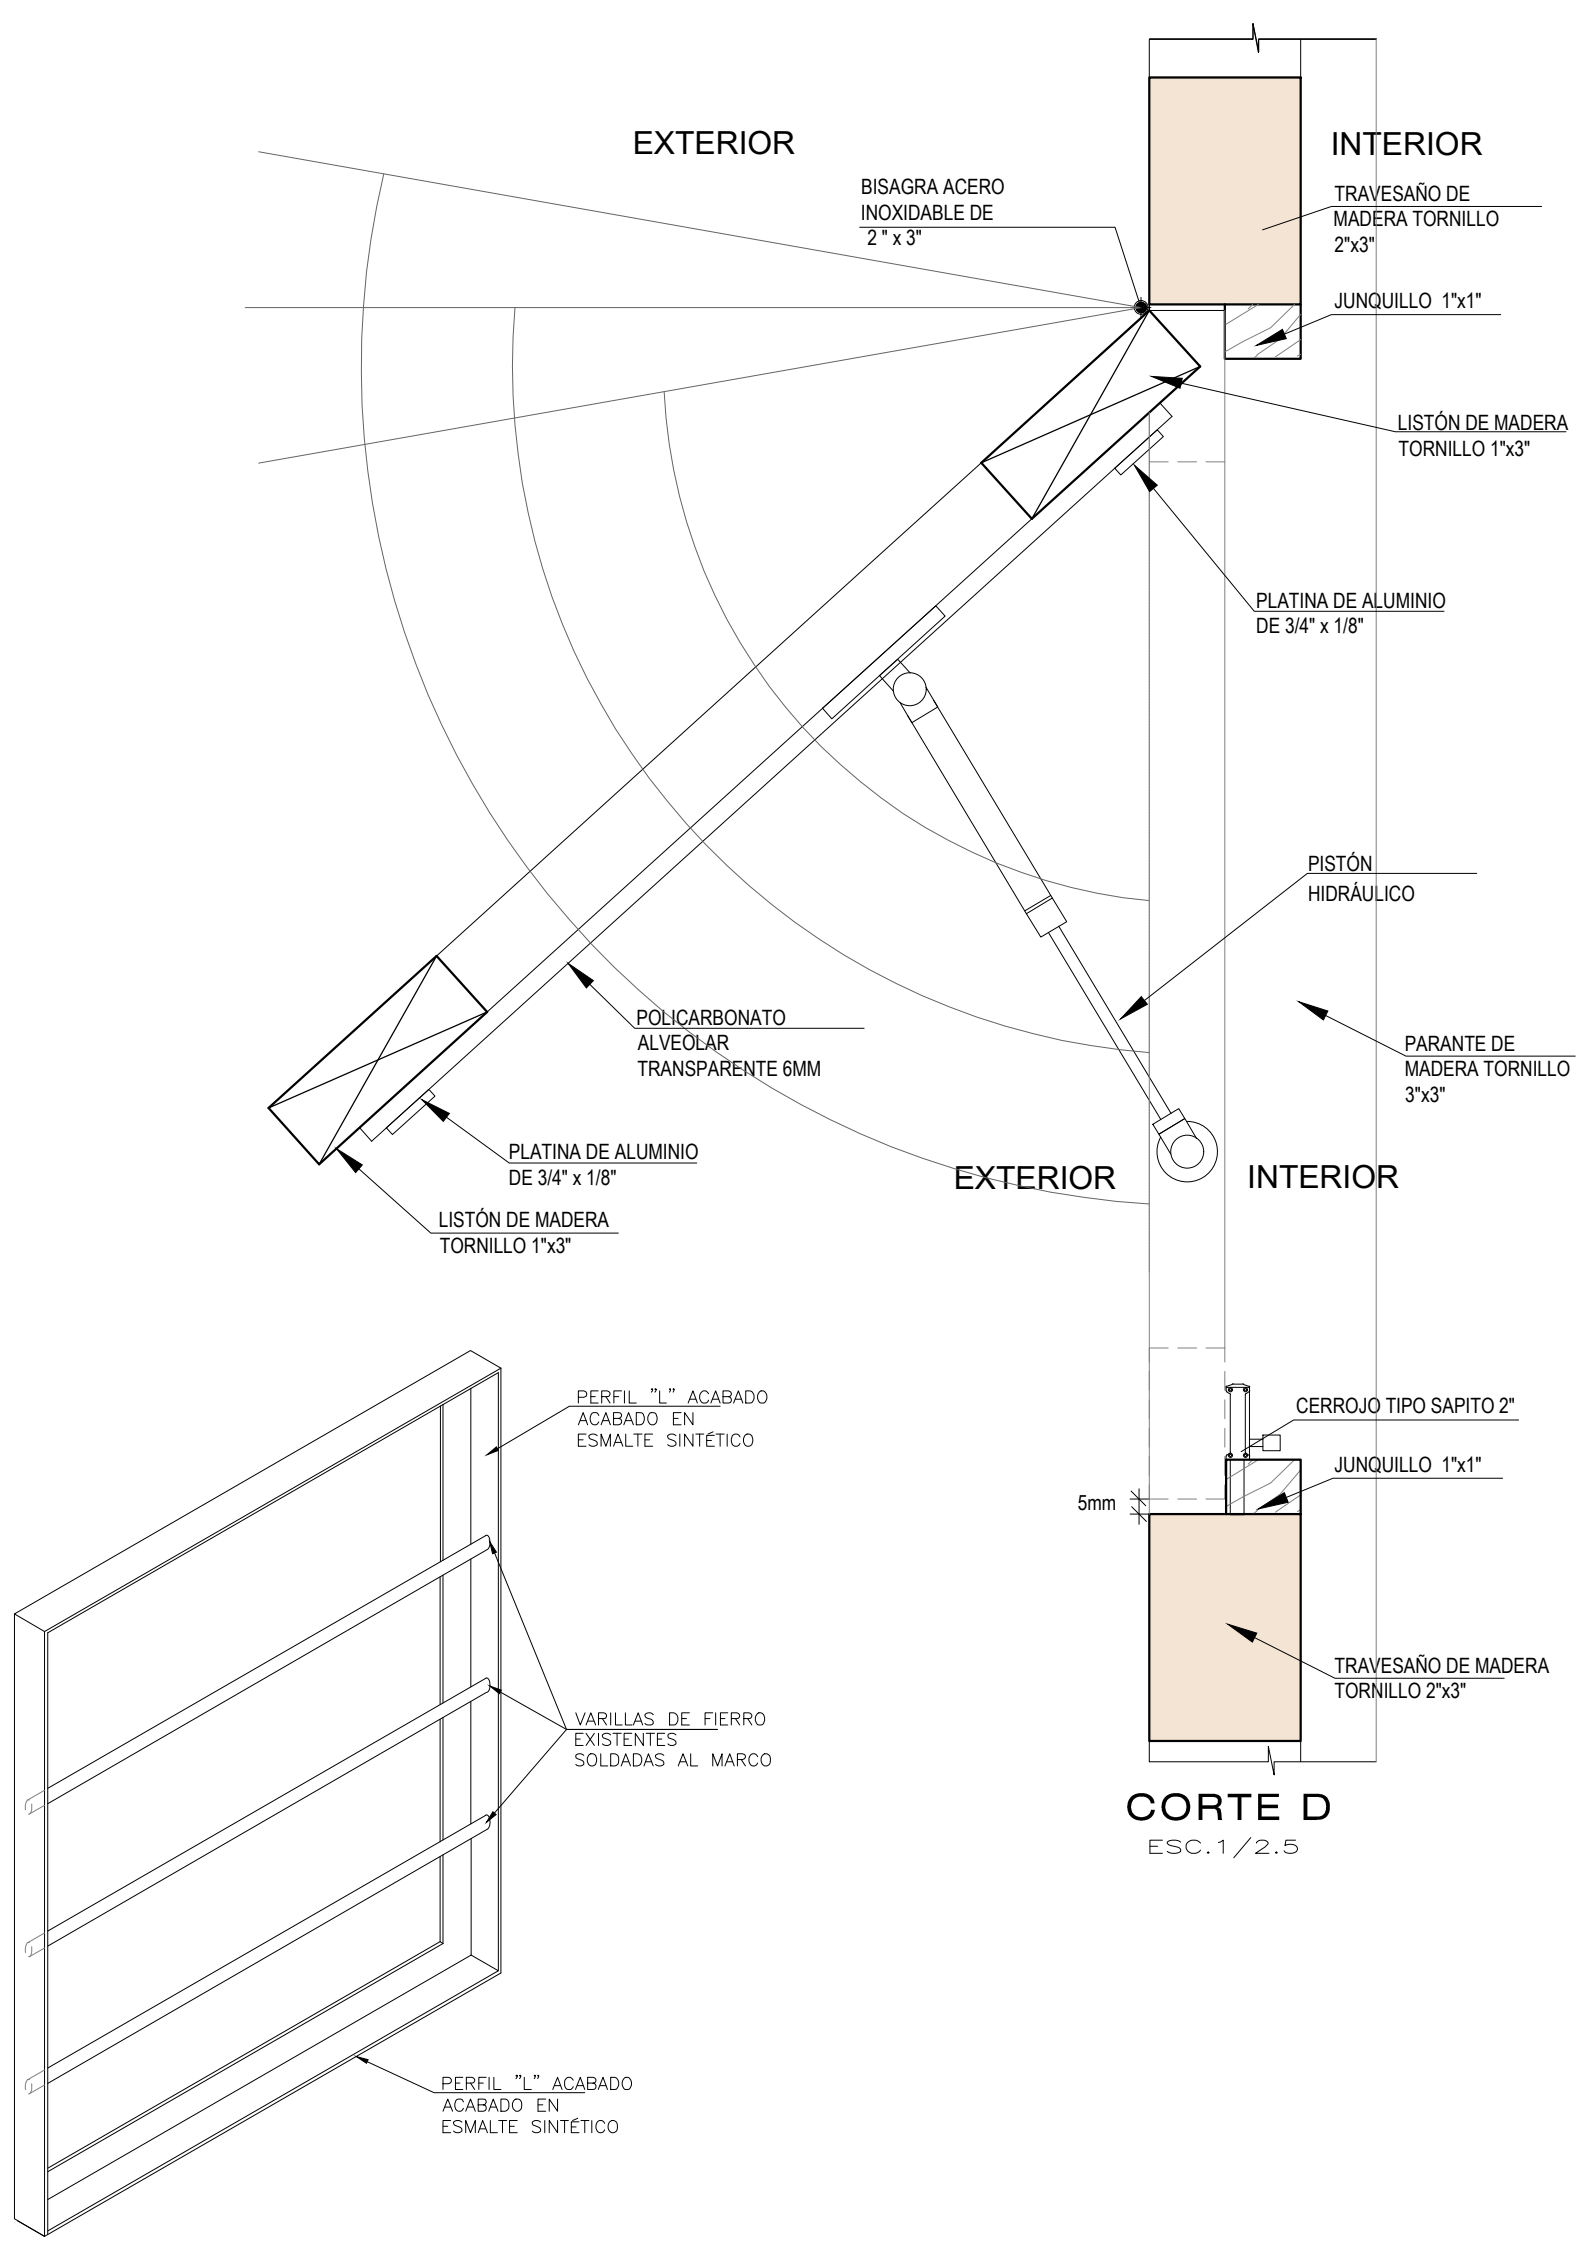 EXTERIOR
INTERIOR
BISAGRA ACERO
INOXIDABLE DE
2 " x 3"
TRAVESAÑO DE
MADERA TORNILLO
2"x3"
JUNQUILLO 1"x1"
LISTÓN DE MADERA
TORNILLO 1"x3"
PLATINA DE ALUMINIO
DE 3/4" x 1/8"
PISTÓN
HIDRÁULICO
POLICARBONATO
ALVEOLAR
TRANSPARENTE 6MM
PARANTE DE
MADERA TORNILLO
3"x3"
PLATINA DE ALUMINIO
DE 3/4" x 1/8"
EXTERIOR
INTERIOR
LISTÓN DE MADERA
TORNILLO 1"x3"
PERFIL "L" ACABADO
ACABADO EN
ESMALTE SINTÉTICO
CERROJO TIPO SAPITO 2"
JUNQUILLO 1"x1"
5mm
TRAVESAÑO DE MADERA
TORNILLO 2"x3"
VARILLAS DE FIERRO
EXISTENTES
SOLDADAS AL MARCO
CORTE D
ESC.1/2.5
PERFIL "L" ACABADO
ACABADO EN
ESMALTE SINTÉTICO